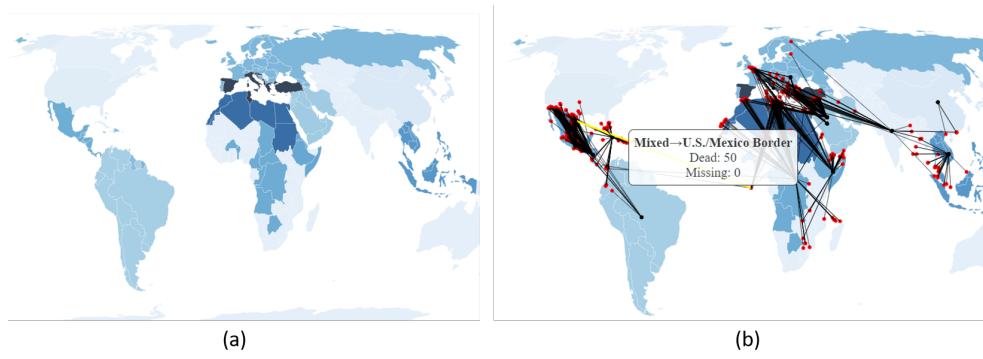 Mixed→U.S./Mexico Border
Dead: 50
Missing: 0
(a)
(b)